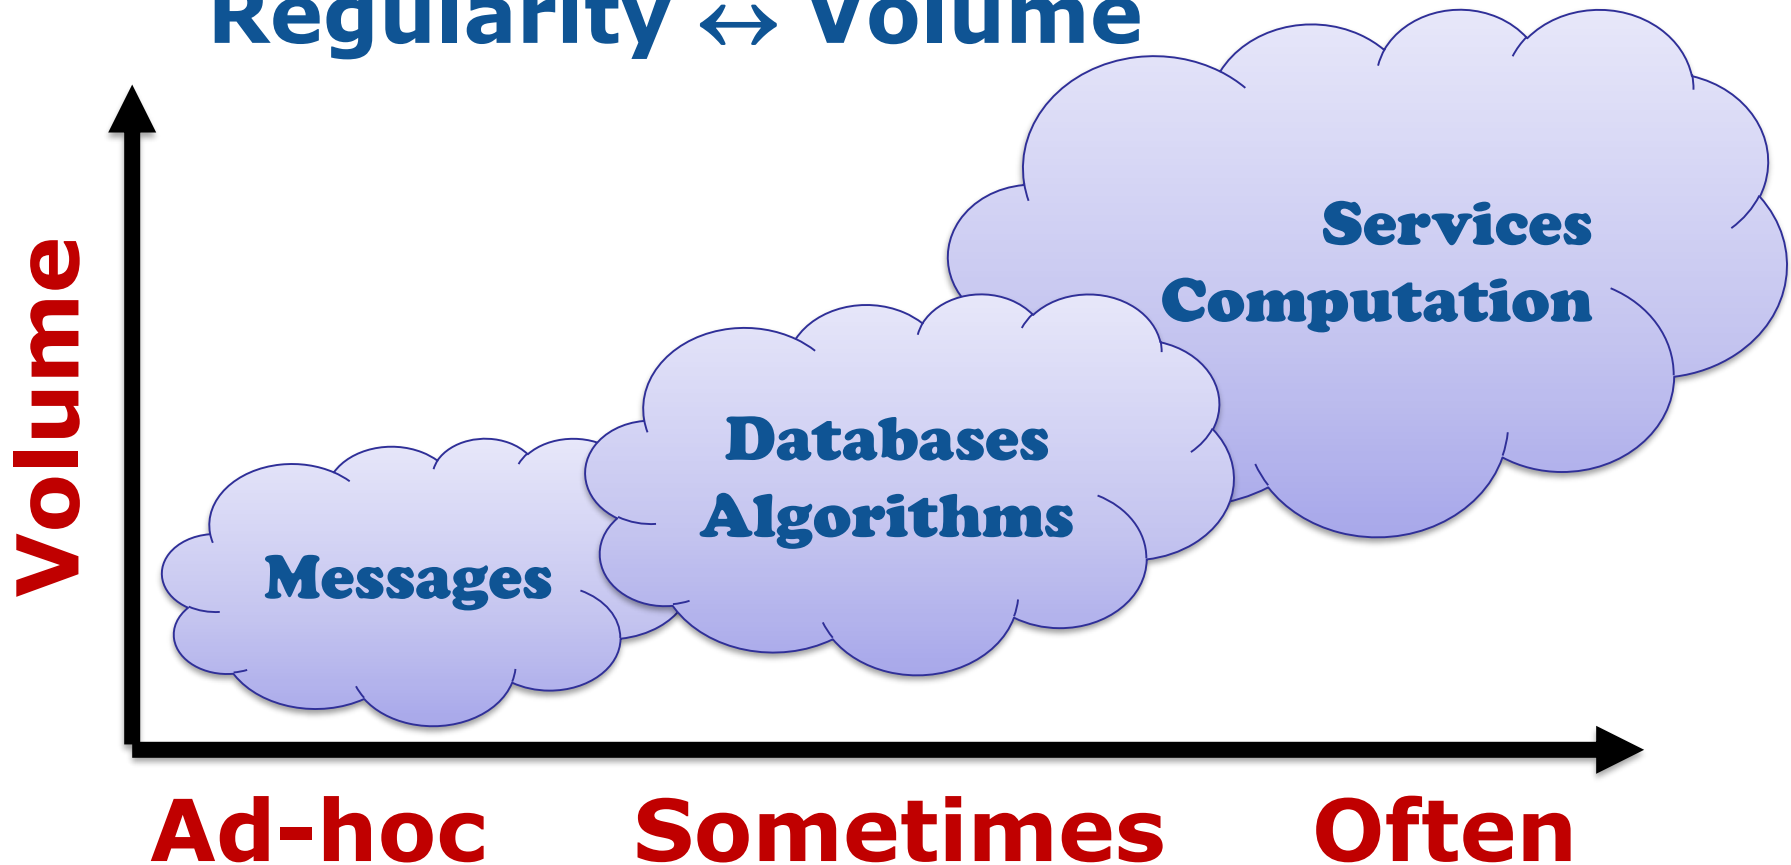 Regularity ↔ Volume
Volume
Services
Computation
Databases
Algorithms
Messages
Ad-hoc Sometimes Often